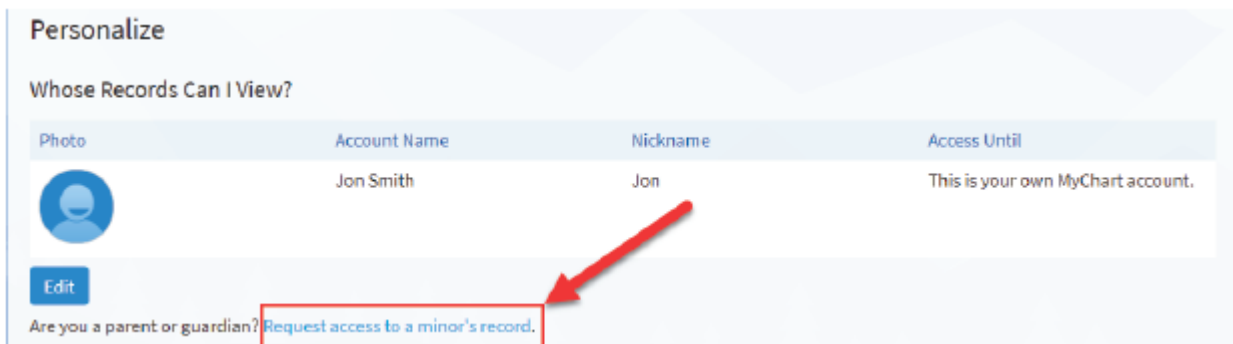 Personalize
Whose Records Can I View?
Photo Account Name Nickname Access Until
Jon Smith Jon This is your own MyChart account.
Edit
Are you a parent or guardian? Request access to a minor's record.